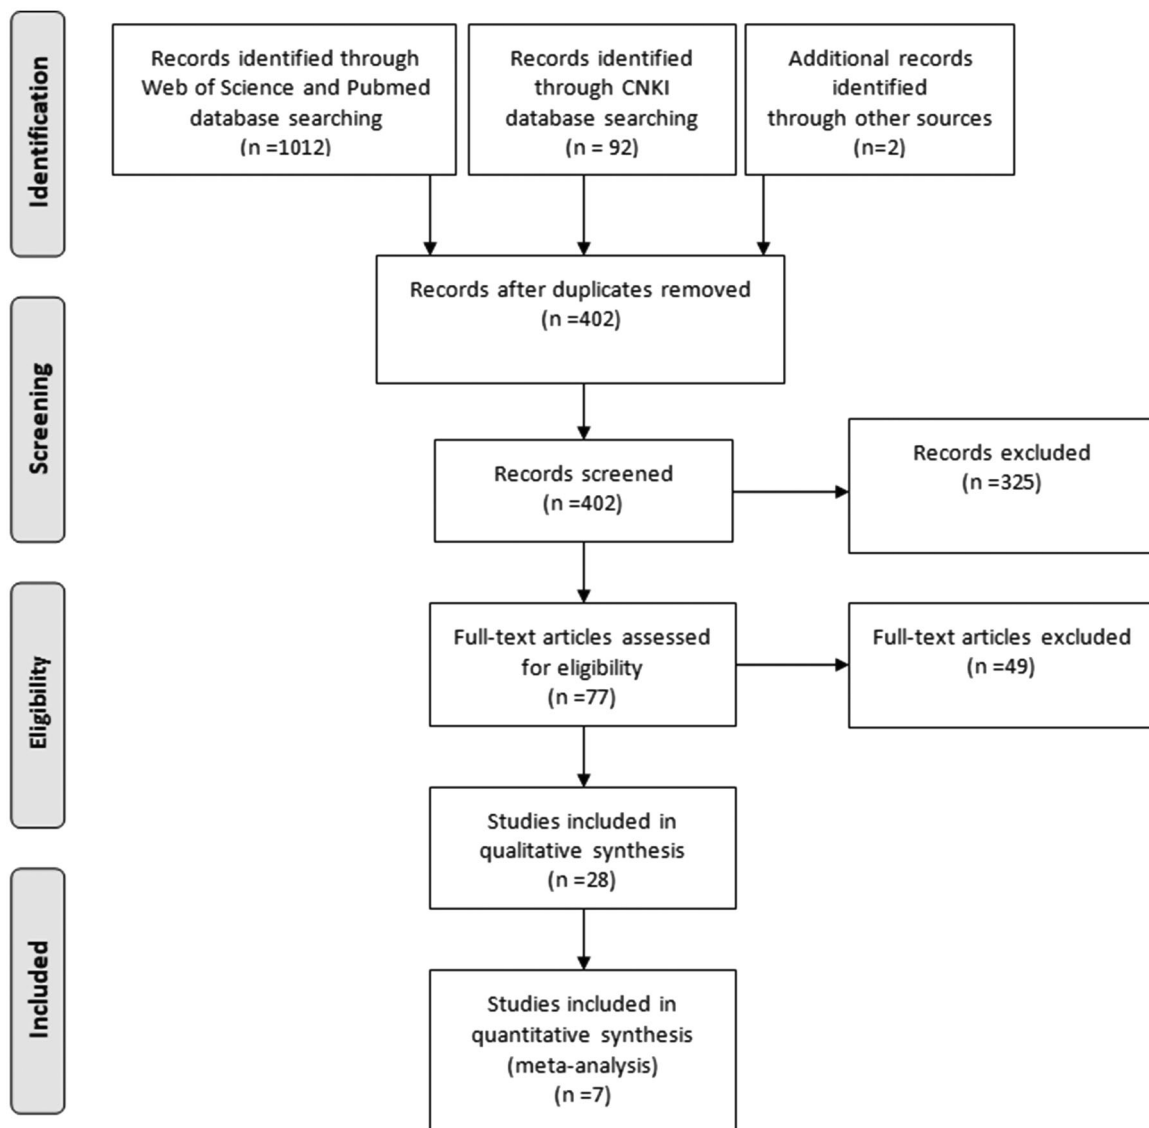 Identification
Records identified through
Web of Science and Pubmed
database searching
(n =1012)
Records identified
through CNKI
database searching
(n = 92)
Additional records
identified
through other sources
(n=2)
Records after duplicates removed
(n =402)
Screening
Records screened
(n =402)
Records excluded
(n =325)
Eligibility
Full-text articles assessed
for eligibility
(n =77)
Full-text articles excluded
(n =49)
Studies included in
qualitative synthesis
(n =28)
Included
Studies included in
quantitative synthesis
(meta-analysis)
(n =7)